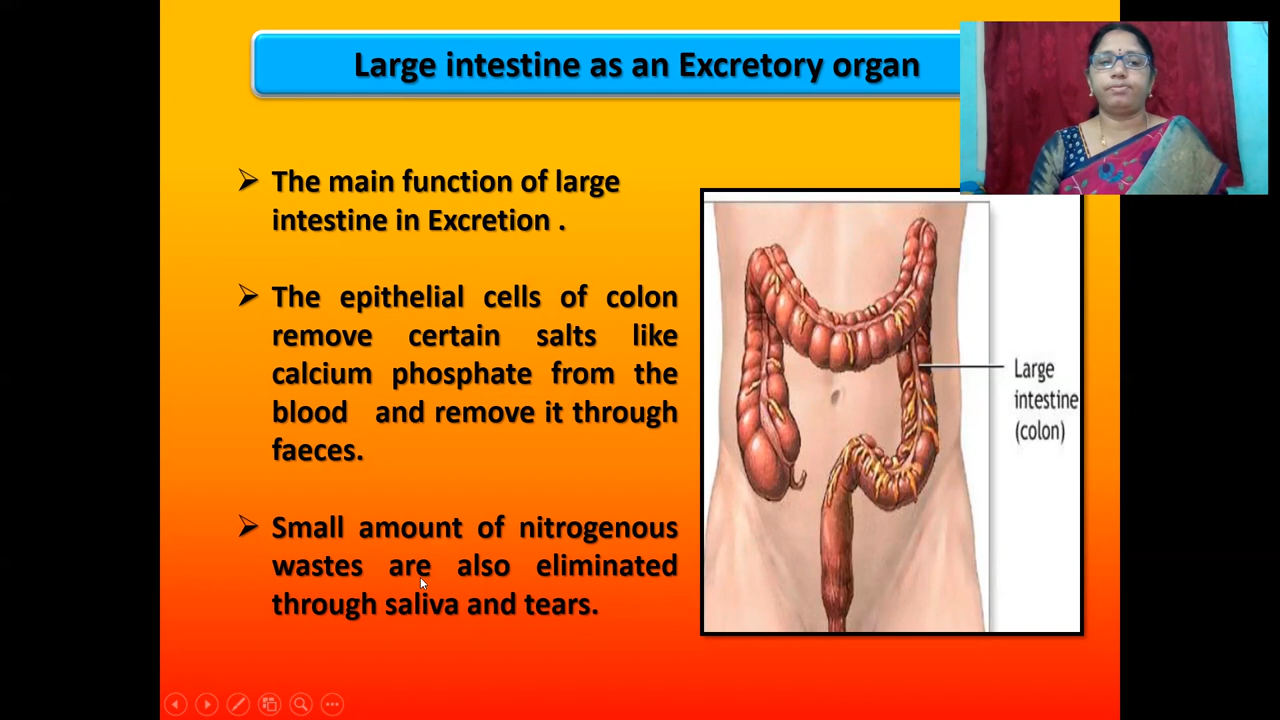 Large intestine as an Excretory organ
➢ The main function of large
intestine in Excretion .
➢ The epithelial cells of colon
remove certain salts like
calcium phosphate from the
blood and remove it through
faeces.
➢ Small amount of nitrogenous
wastes are also eliminated
through saliva and tears.
Large
intestine
(colon)